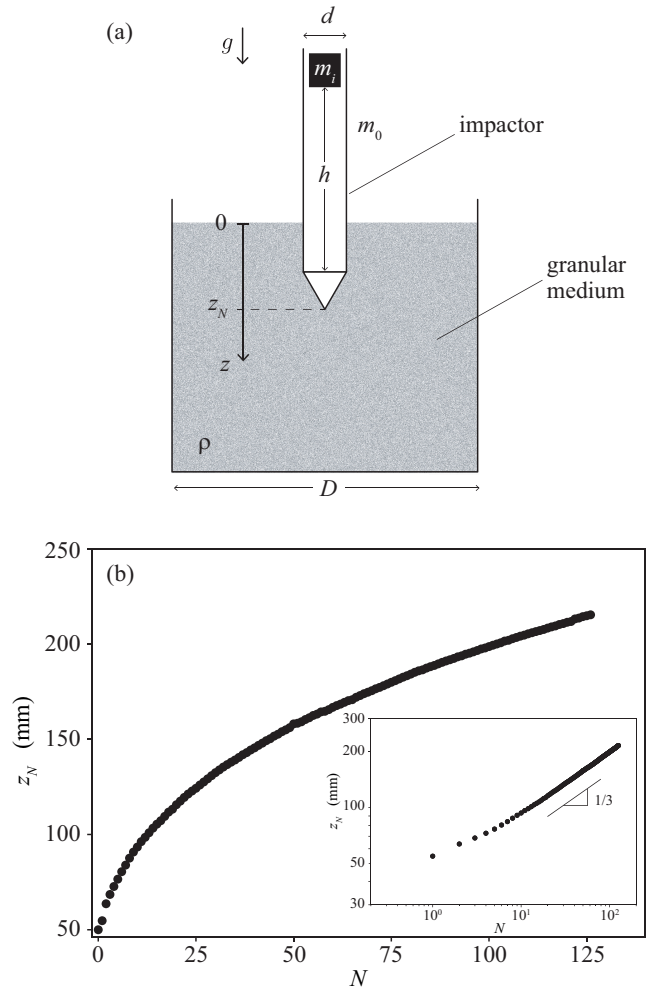 (a)
d
g
m_i
m_0
impactor
h
0
granular
medium
z_N
z
ρ
D
(b)
250
200
150
100
50
z_N (mm)
0
25
50
75
100
125
N
300
200
100
50
30
z_N (mm)
1/3
10^0
10^1
10^2
N